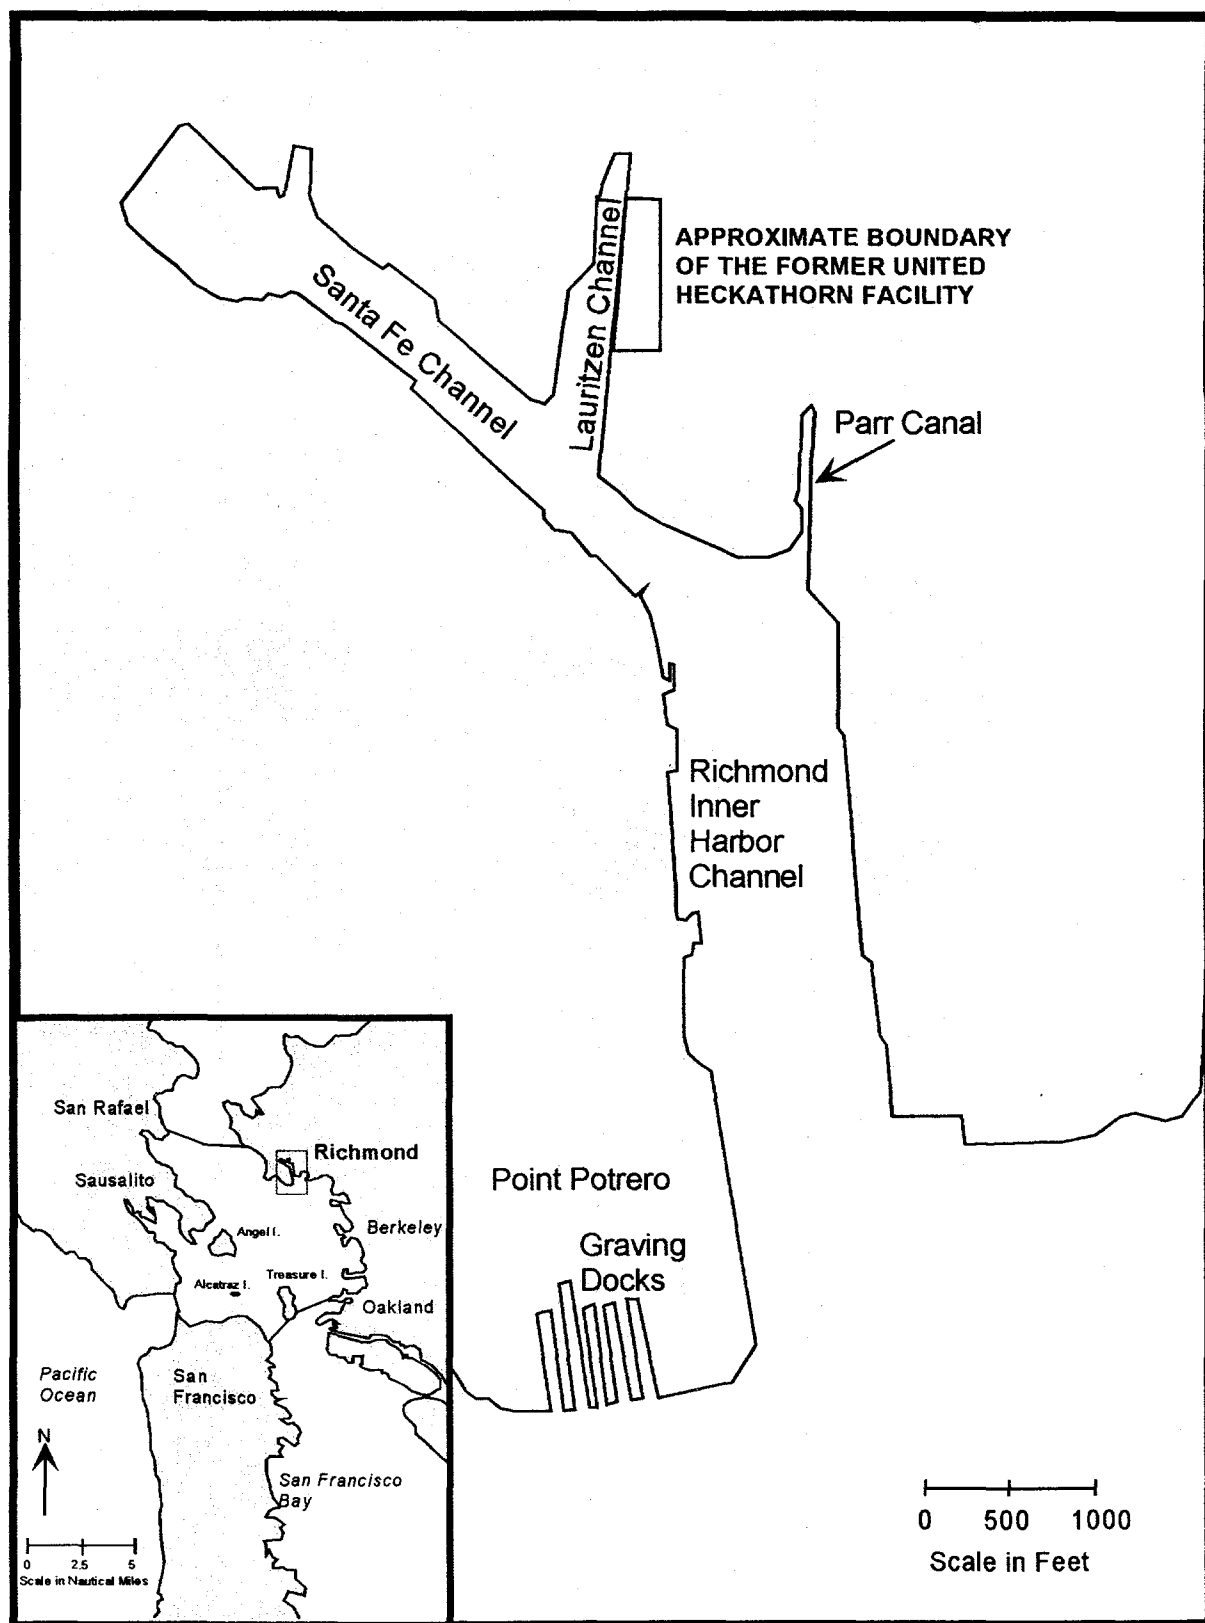 APPROXIMATE BOUNDARY
OF THE FORMER UNITED
HECKATHORN FACILITY
Santa Fe Channel
Lauritzen Channel
Parr Canal
Richmond
Inner
Harbor
Channel
Point Potrero
Graving
Docks
San Rafael
Richmond
Sausalito
Angel I.
Berkeley
Treasure I.
Alcatraz I.
Oakland
Pacific
Ocean
San
Francisco
N
San Francisco
Bay
0 2.5 5
Scale in Nautical Miles
0 500 1000
Scale in Feet